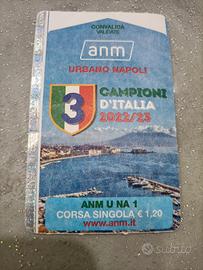 CONVALIDA
VALIDATE
anm
URBANO NAPOLI
3
CAMPIONI
D'ITALIA
2022/23
ANM U NA 1
CORSA SINGOLA € 1,20
www.anm.it
subito